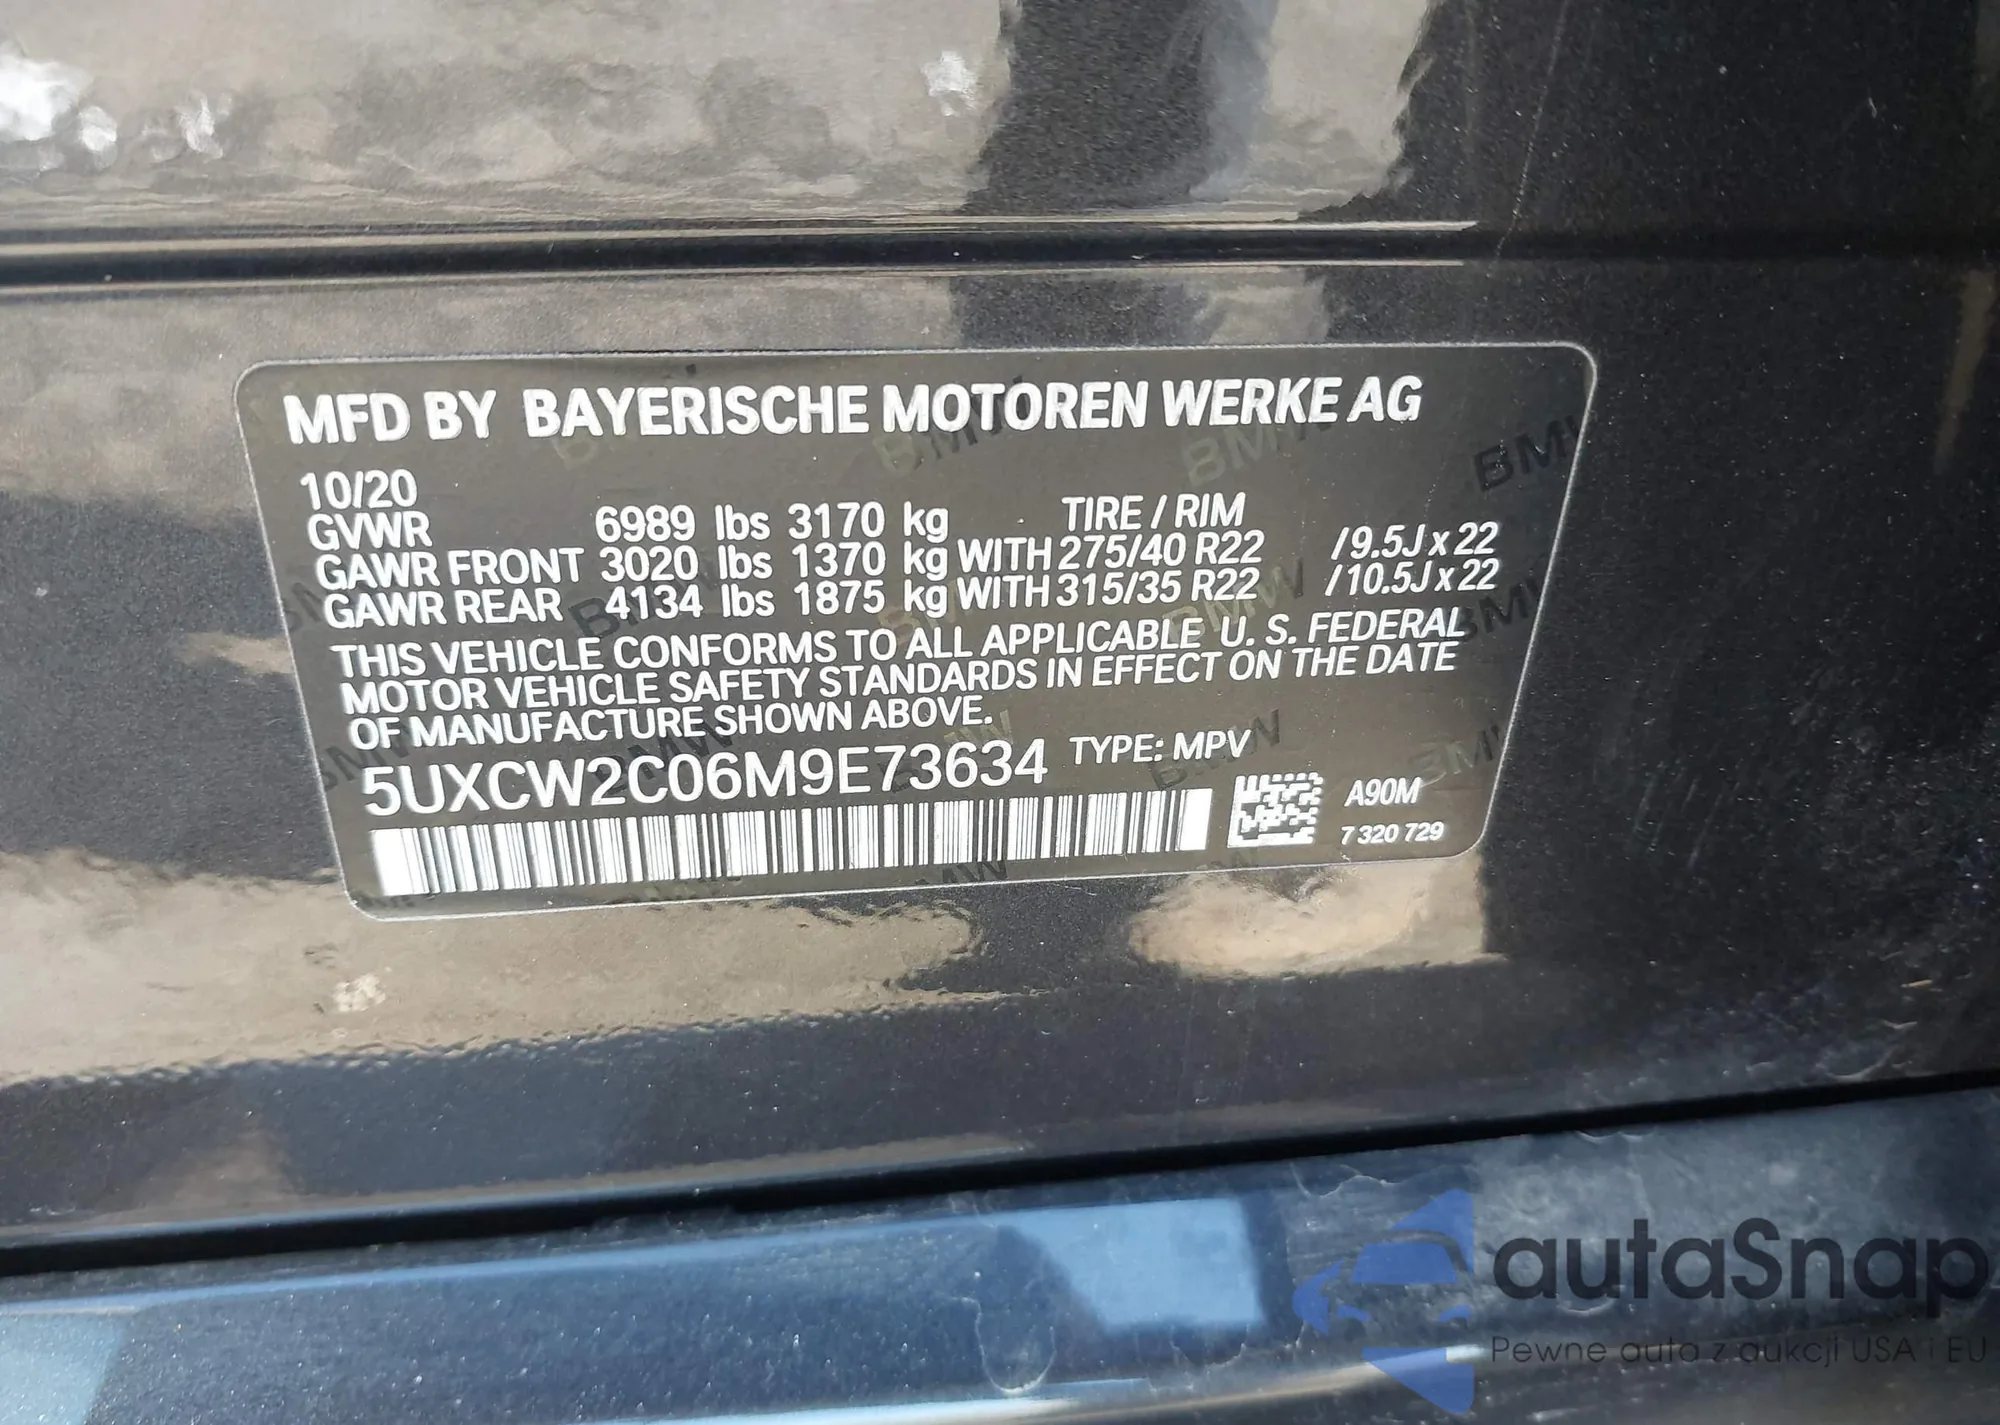 MFD BY BAYERISCHE MOTOREN WERKE AG
10/20
GVWR 6989 lbs 3170 kg TIRE / RIM
GAWR FRONT 3020 lbs 1370 kg WITH 275/40 R22 /9.5J x 22
GAWR REAR 4134 lbs 1875 kg WITH 315/35 R22 /10.5J x 22
THIS VEHICLE CONFORMS TO ALL APPLICABLE U. S. FEDERAL
MOTOR VEHICLE SAFETY STANDARDS IN EFFECT ON THE DATE
OF MANUFACTURE SHOWN ABOVE.
5UXCW2C06M9E73634 TYPE: MPV
A90M
7 320 729
autaSnap
Pewne auta z aukcji USA i EU